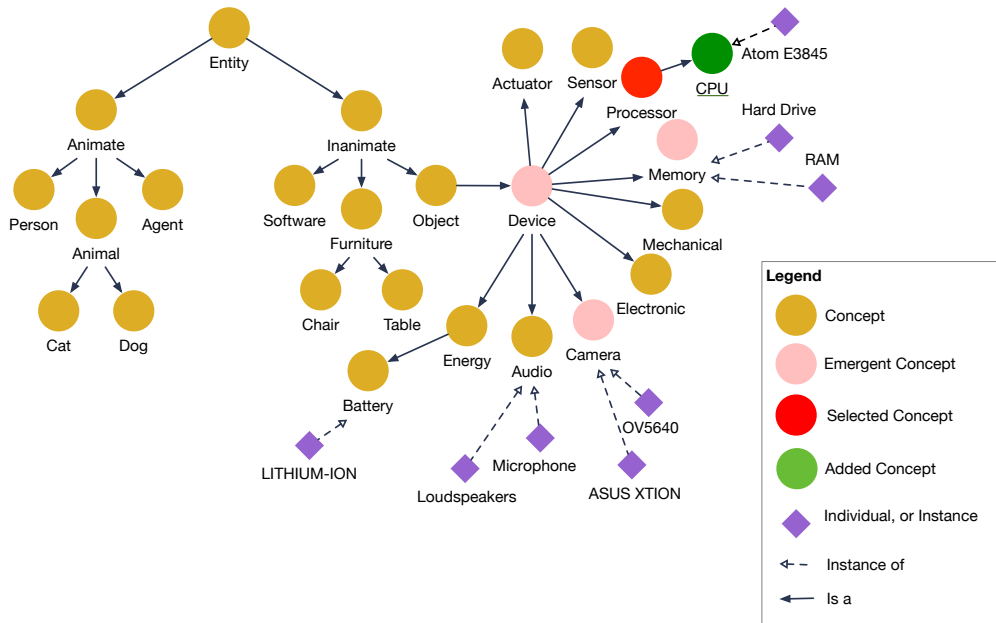 Entity
Actuator
Sensor
Atom E3845
CPU
Processor
Hard Drive
Animate
Inanimate
RAM
Memory
Person
Animal
Agent
Software
Furniture
Object
Device
Mechanical
Cat
Dog
Chair
Table
Energy
Audio
Camera
Electronic
Battery
LITHIUM-ION
Loudspeakers
Microphone
OV5640
ASUS XTION
Legend
Concept
Emergent Concept
Selected Concept
Added Concept
Individual, or Instance
Instance of
Is a